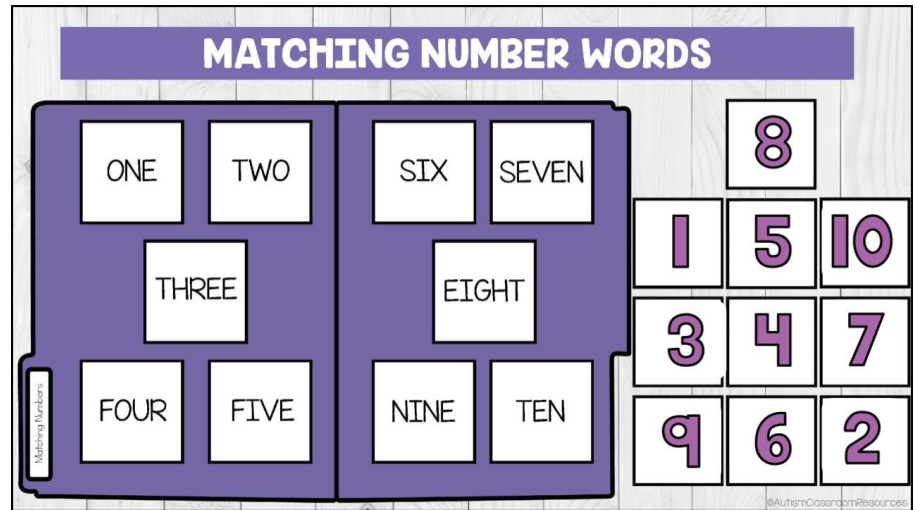 MATCHING NUMBER WORDS
ONE TWO
THREE
FOUR FIVE
Matching Numbers
SIX SEVEN
EIGHT
NINE TEN
8
1 5 10
3 4 7
9 6 2
©AutismClassroomResources